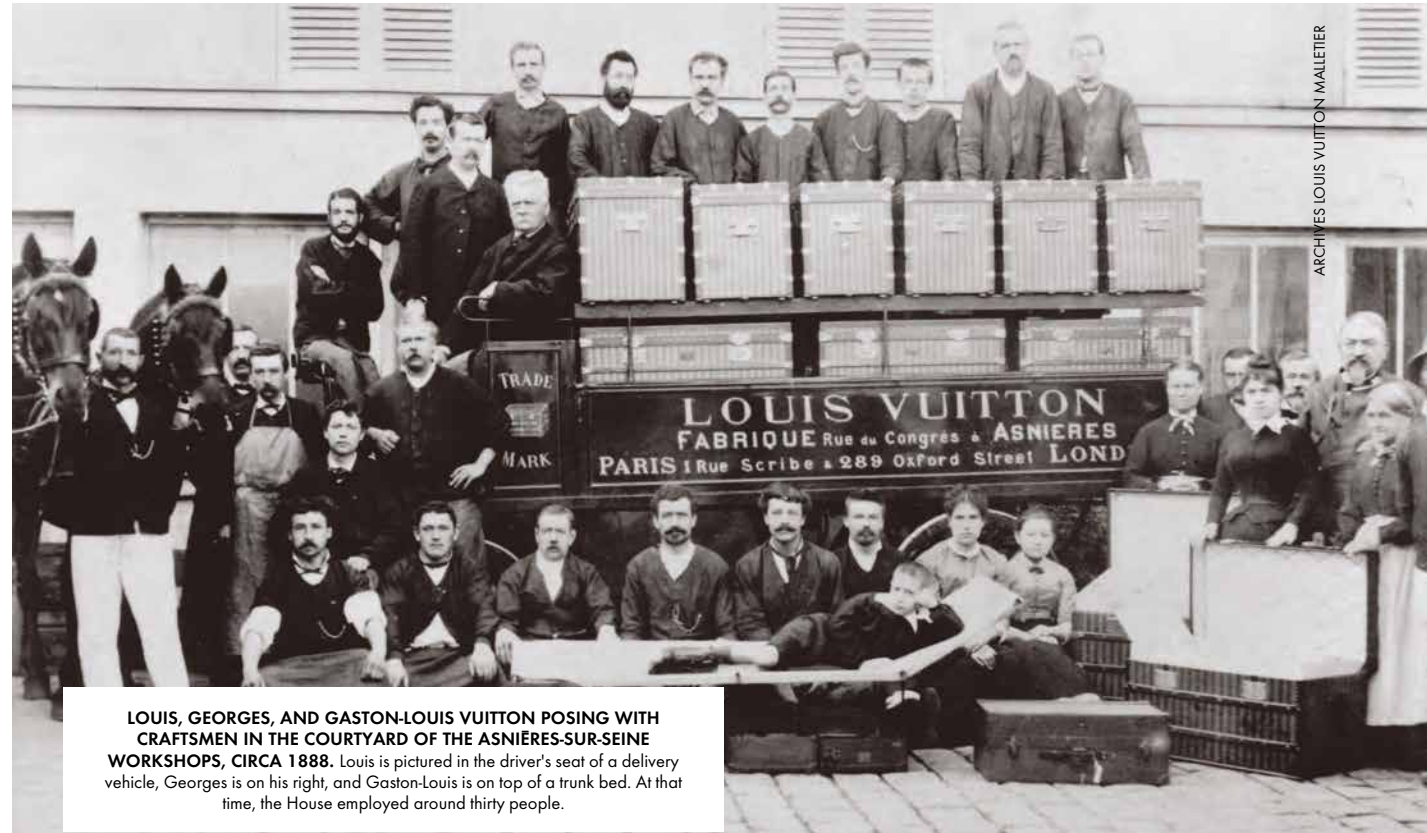 ARCHIVES LOUIS VUITTON MALLETIER
TRADE
MARK
LOUIS VUITTON
FABRIQUE Rue du Congrès à ASNIERES
PARIS 1 Rue Scribe & 289 Oxford Street LOND
LOUIS, GEORGES, AND GASTON-LOUIS VUITTON POSING WITH
CRAFTSMEN IN THE COURTYARD OF THE ASNIĒRES-SUR-SEINE
WORKSHOPS, CIRCA 1888. Louis is pictured in the driver's seat of a delivery
vehicle, Georges is on his right, and Gaston-Louis is on top of a trunk bed. At that
time, the House employed around thirty people.